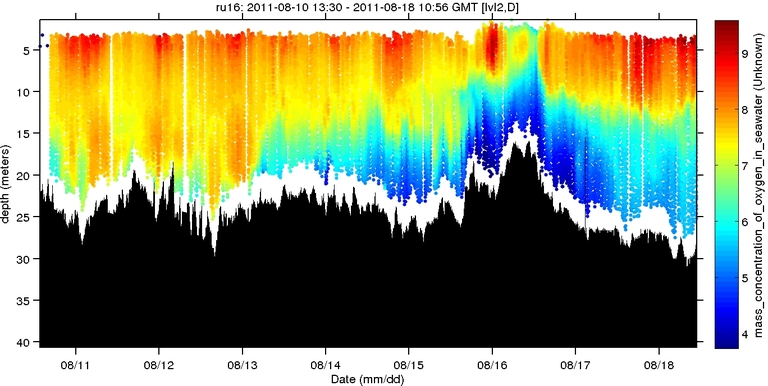 ru16: 2011-08-10 13:30 - 2011-08-18 10:56 GMT [lvl2,D]
5
10
15
20
25
30
35
40
depth (meters)
08/11 08/12 08/13 08/14 08/15 08/16 08/17 08/18
Date (mm/dd)
9
8
7
6
5
4
mass_concentration_of_oxygen_in_seawater (Unknown)